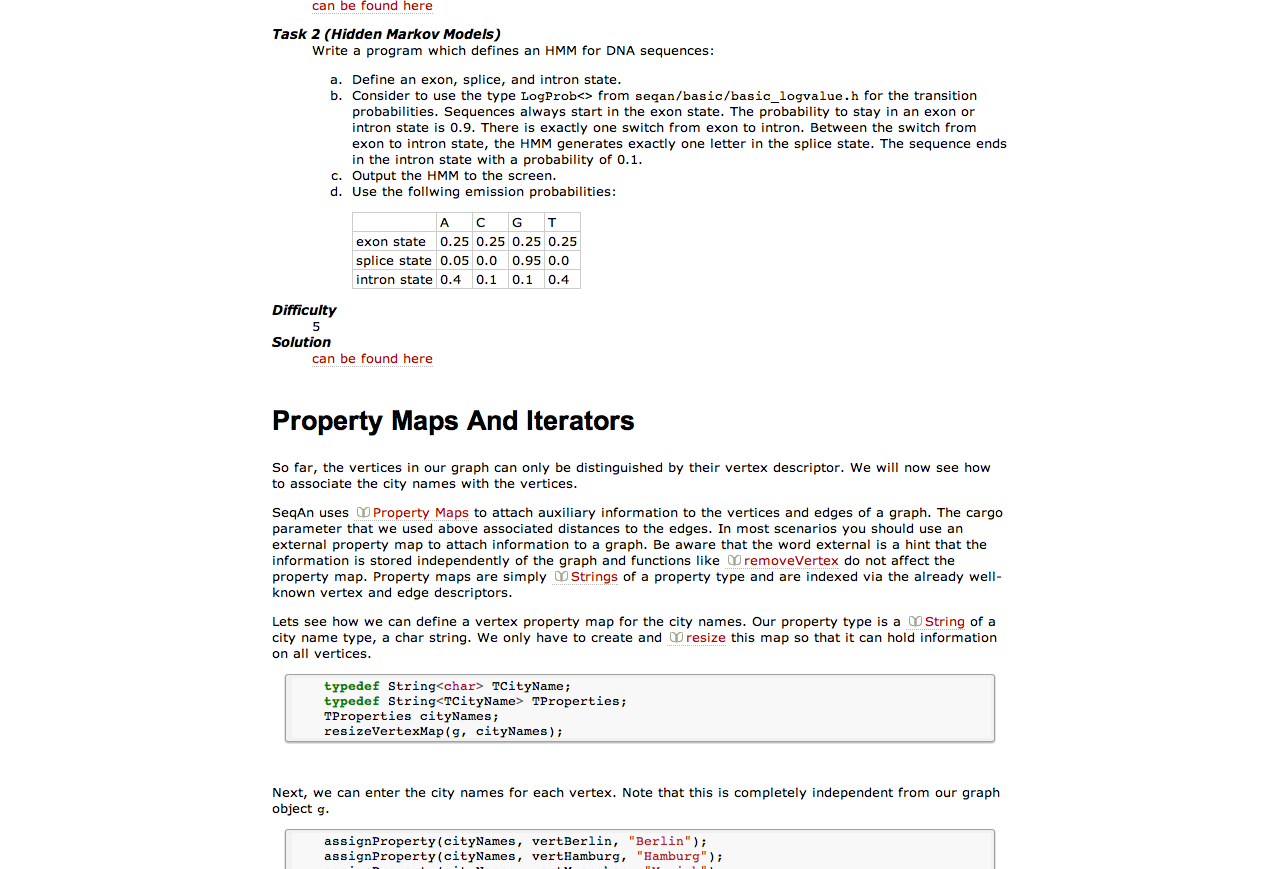 can be found here
Task 2 (Hidden Markov Models)
Write a program which defines an HMM for DNA sequences:
a. Define an exon, splice, and intron state.
b. Consider to use the type LogProb<> from seqan/basic/basic_logvalue.h for the transition
probabilities. Sequences always start in the exon state. The probability to stay in an exon or
intron state is 0.9. There is exactly one switch from exon to intron. Between the switch from
exon to intron state, the HMM generates exactly one letter in the splice state. The sequence ends
in the intron state with a probability of 0.1.
c. Output the HMM to the screen.
d. Use the follwing emission probabilities:
A C G T
exon state 0.25 0.25 0.25 0.25
splice state 0.05 0.0 0.95 0.0
intron state 0.4 0.1 0.1 0.4
Difficulty
5
Solution
can be found here
Property Maps And Iterators
So far, the vertices in our graph can only be distinguished by their vertex descriptor. We will now see how
to associate the city names with the vertices.
SeqAn uses Property Maps to attach auxiliary information to the vertices and edges of a graph. The cargo
parameter that we used above associated distances to the edges. In most scenarios you should use an
external property map to attach information to a graph. Be aware that the word external is a hint that the
information is stored independently of the graph and functions like removeVertex do not affect the
property map. Property maps are simply Strings of a property type and are indexed via the already well-
known vertex and edge descriptors.
Lets see how we can define a vertex property map for the city names. Our property type is a String of a
city name type, a char string. We only have to create and resize this map so that it can hold information
on all vertices.
typedef String<char> TCityName;
typedef String<TCityName> TProperties;
TProperties cityNames;
resizeVertexMap(g, cityNames);
Next, we can enter the city names for each vertex. Note that this is completely independent from our graph
object g.
assignProperty(cityNames, vertBerlin, "Berlin");
assignProperty(cityNames, vertHamburg, "Hamburg");